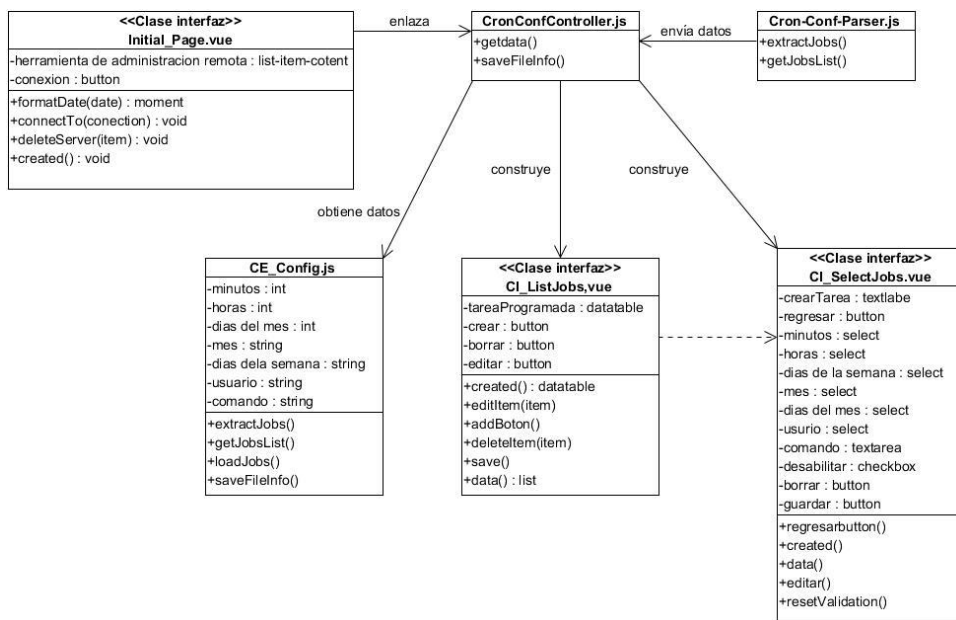 <<Clase interfaz>>
Initial_Page.vue
-herramienta de administracion remota : list-item-cotent
-conexion : button
+formatDate(date) : moment
+connectTo(conection) : void
+deleteServer(item) : void
+created() : void
enlaza
CronConfController.js
+getdata()
+saveFileInfo()
envía datos
Cron-Conf-Parser.js
+extractJobs()
+getJobsList()
obtiene datos
construye
construye
CE_Config.js
-minutos : int
-horas : int
-dias del mes : int
-mes : string
-dias dela semana : string
-usuario : string
-comando : string
+extractJobs()
+getJobsList()
+loadJobs()
+saveFileInfo()
<<Clase interfaz>>
CI_ListJobs,vue
-tareaProgramada : datatable
-crear : button
-borrar : button
-editar : button
+created() : datatable
+editItem(item)
+addBoton()
+deleteItem(item)
+save()
+data() : list
<<Clase interfaz>>
CI_SelectJobs.vue
-crearTarea : textlabe
-regresar : button
-minutos : select
-horas : select
-dias de la semana : select
-mes : select
-dias del mes : select
-usurio : select
-comando : textarea
-desabilitar : checkbox
-borrar : button
-guardar : button
+regresarbutton()
+created()
+data()
+editar()
+resetValidation()